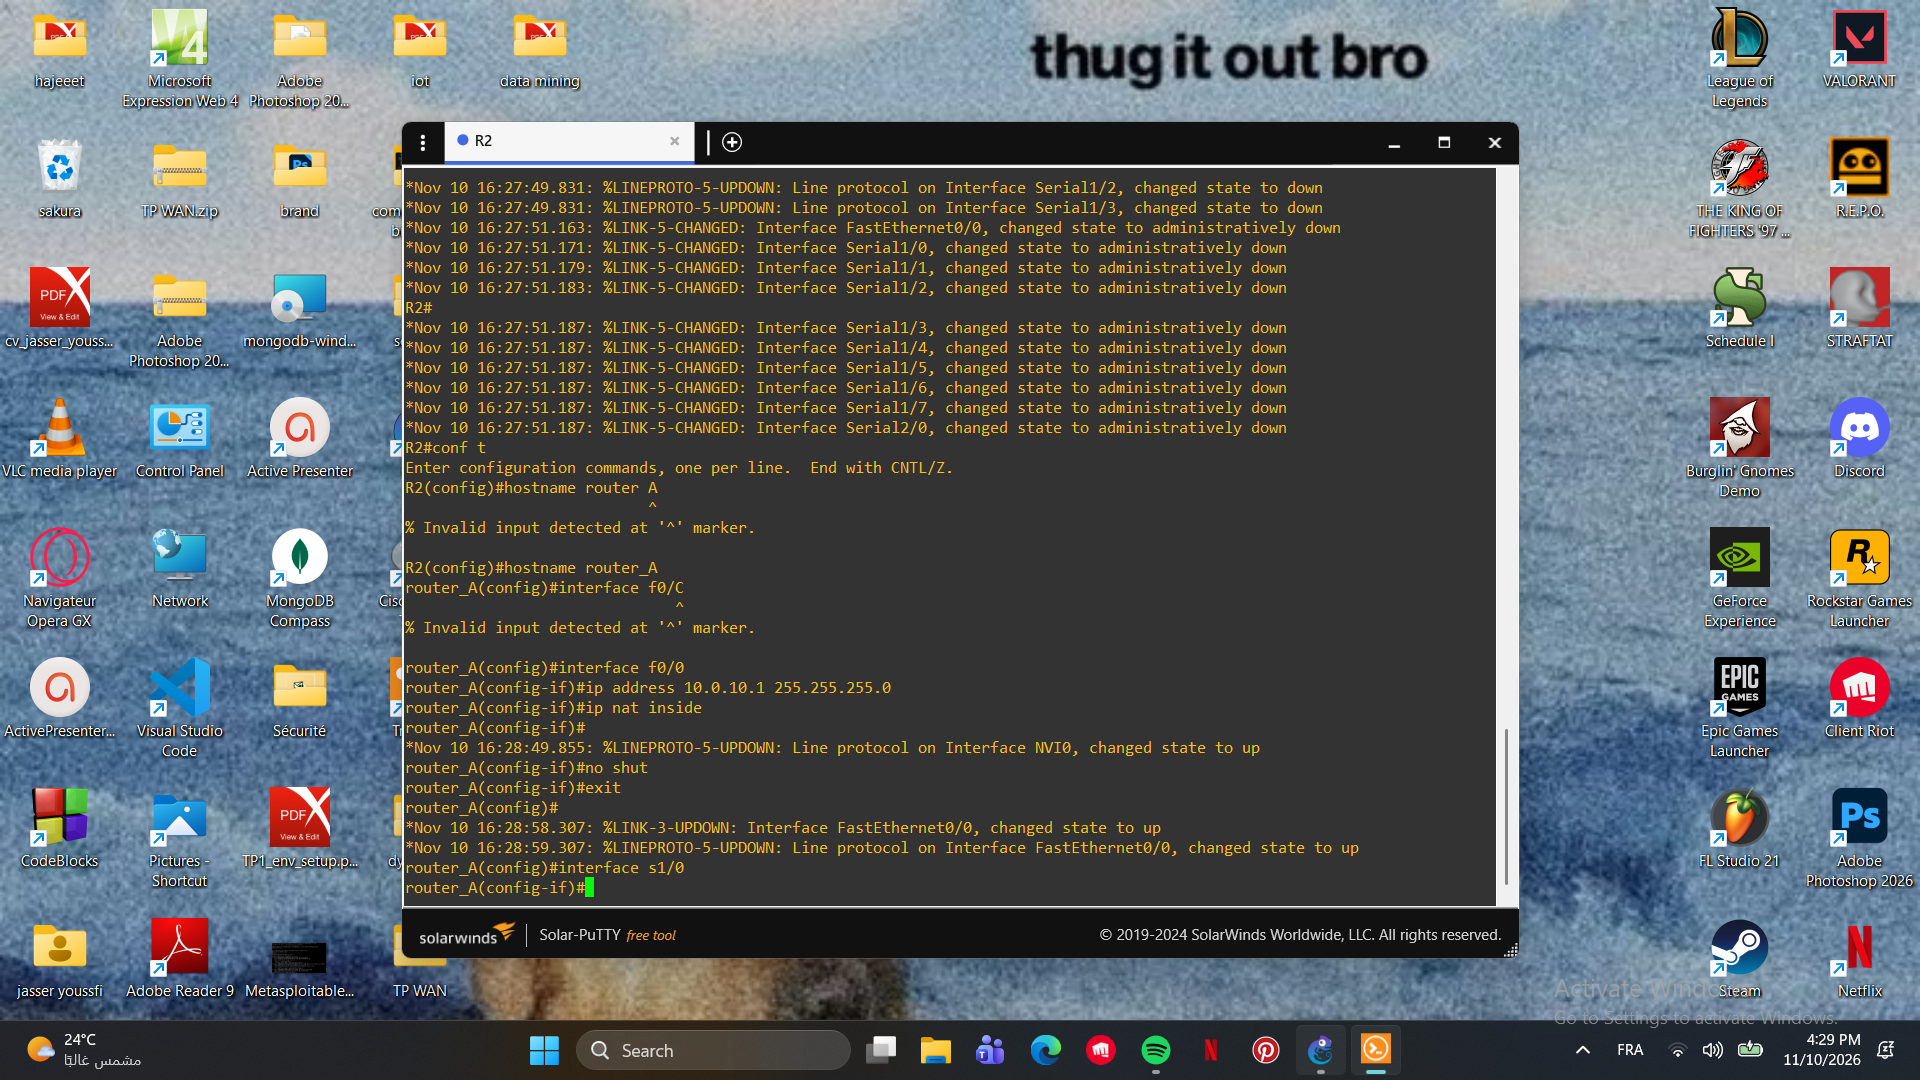 thug it out bro
hajeeet
Microsoft
Expression Web 4
Adobe
Photoshop 20...
iot
data mining
League of
Legends
VALORANT
sakura
TP WAN.zip
brand
com
b
THE KING OF
FIGHTERS '97 ...
R.E.P.O.
cv_jasser_youss...
Adobe
Photoshop 20...
mongodb-wind...
Schedule I
STRAFTAT
VLC media player
Control Panel
Active Presenter
Burglin' Gnomes
Demo
Discord
Navigateur
Opera GX
Network
MongoDB
Compass
Cisc
GeForce
Experience
Rockstar Games
Launcher
ActivePresenter...
Visual Studio
Code
Sécurité
Tr
Epic Games
Launcher
Client Riot
CodeBlocks
Pictures -
Shortcut
TP1_env_setup.p...
dy
FL Studio 21
Adobe
Photoshop 2026
jasser youssfi
Adobe Reader 9
Metasploitable...
TP WAN
Steam
Netflix
PDF
View & Edit
PDF
View & Edit
EPIC
GAMES
Ps
R2
*Nov 10 16:27:49.831: %LINEPROTO-5-UPDOWN: Line protocol on Interface Serial1/2, changed state to down
*Nov 10 16:27:49.831: %LINEPROTO-5-UPDOWN: Line protocol on Interface Serial1/3, changed state to down
*Nov 10 16:27:51.163: %LINK-5-CHANGED: Interface FastEthernet0/0, changed state to administratively down
*Nov 10 16:27:51.171: %LINK-5-CHANGED: Interface Serial1/0, changed state to administratively down
*Nov 10 16:27:51.179: %LINK-5-CHANGED: Interface Serial1/1, changed state to administratively down
*Nov 10 16:27:51.183: %LINK-5-CHANGED: Interface Serial1/2, changed state to administratively down
R2#
*Nov 10 16:27:51.187: %LINK-5-CHANGED: Interface Serial1/3, changed state to administratively down
*Nov 10 16:27:51.187: %LINK-5-CHANGED: Interface Serial1/4, changed state to administratively down
*Nov 10 16:27:51.187: %LINK-5-CHANGED: Interface Serial1/5, changed state to administratively down
*Nov 10 16:27:51.187: %LINK-5-CHANGED: Interface Serial1/6, changed state to administratively down
*Nov 10 16:27:51.187: %LINK-5-CHANGED: Interface Serial1/7, changed state to administratively down
*Nov 10 16:27:51.187: %LINK-5-CHANGED: Interface Serial2/0, changed state to administratively down
R2#conf t
Enter configuration commands, one per line.  End with CNTL/Z.
R2(config)#hostname router A
^
% Invalid input detected at '^' marker.
R2(config)#hostname router_A
router_A(config)#interface f0/C
^
% Invalid input detected at '^' marker.
router_A(config)#interface f0/0
router_A(config-if)#ip address 10.0.10.1 255.255.255.0
router_A(config-if)#ip nat inside
router_A(config-if)#
*Nov 10 16:28:49.855: %LINEPROTO-5-UPDOWN: Line protocol on Interface NVI0, changed state to up
router_A(config-if)#no shut
router_A(config-if)#exit
router_A(config)#
*Nov 10 16:28:58.307: %LINK-3-UPDOWN: Interface FastEthernet0/0, changed state to up
*Nov 10 16:28:59.307: %LINEPROTO-5-UPDOWN: Line protocol on Interface FastEthernet0/0, changed state to up
router_A(config)#interface s1/0
router_A(config-if)#
solarwinds
Solar-PuTTY free tool
© 2019-2024 SolarWinds Worldwide, LLC. All rights reserved.
Activate Windows
Go to Settings to activate Windows.
24°C
مشمس غالبًا
Search
FRA
4:29 PM
11/10/2026